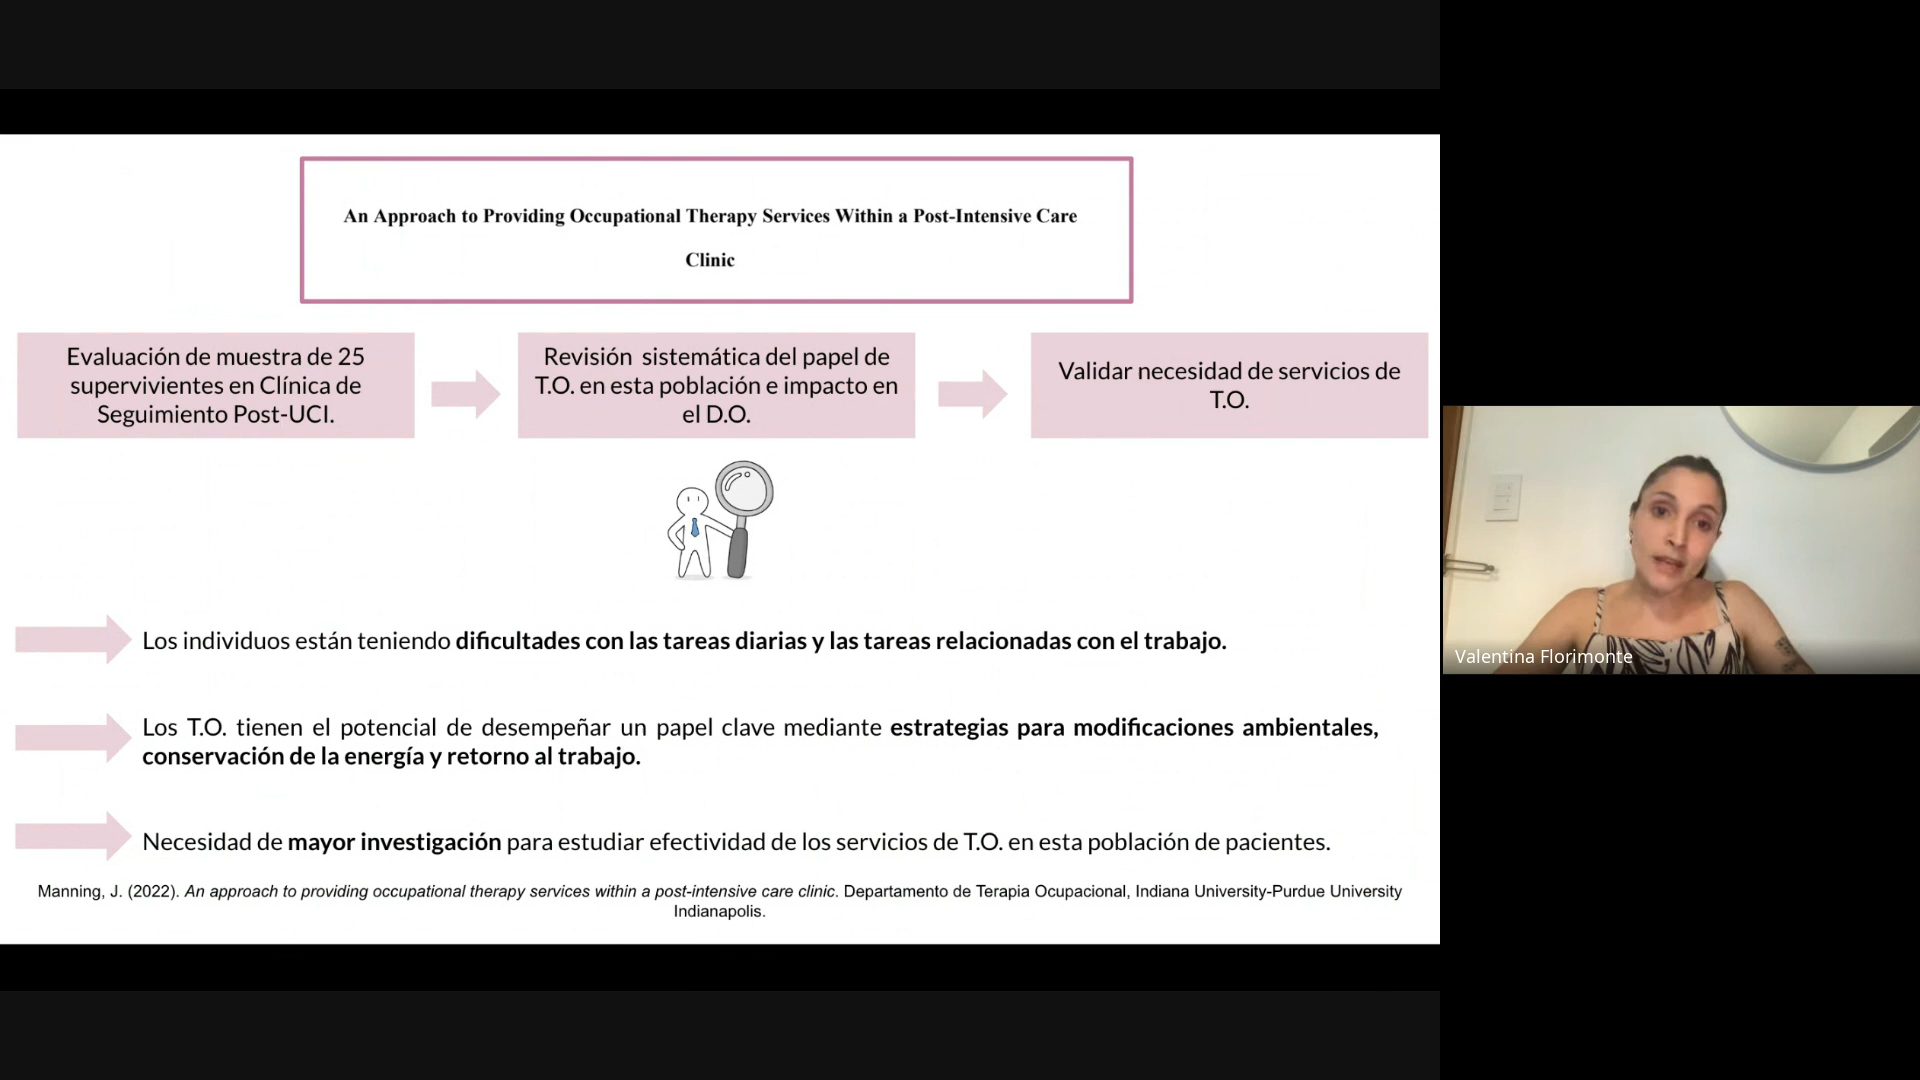 An Approach to Providing Occupational Therapy Services Within a Post-Intensive Care
Clinic
Evaluación de muestra de 25
supervivientes en Clínica de
Seguimiento Post-UCI.
Revisión sistemática del papel de
T.O. en esta población e impacto en
el D.O.
Validar necesidad de servicios de
T.O.
Los individuos están teniendo dificultades con las tareas diarias y las tareas relacionadas con el trabajo.
Los T.O. tienen el potencial de desempeñar un papel clave mediante estrategias para modificaciones ambientales,
conservación de la energía y retorno al trabajo.
Necesidad de mayor investigación para estudiar efectividad de los servicios de T.O. en esta población de pacientes.
Manning, J. (2022). An approach to providing occupational therapy services within a post-intensive care clinic. Departamento de Terapia Ocupacional, Indiana University-Purdue University
Indianapolis.
Valentina Florimonte